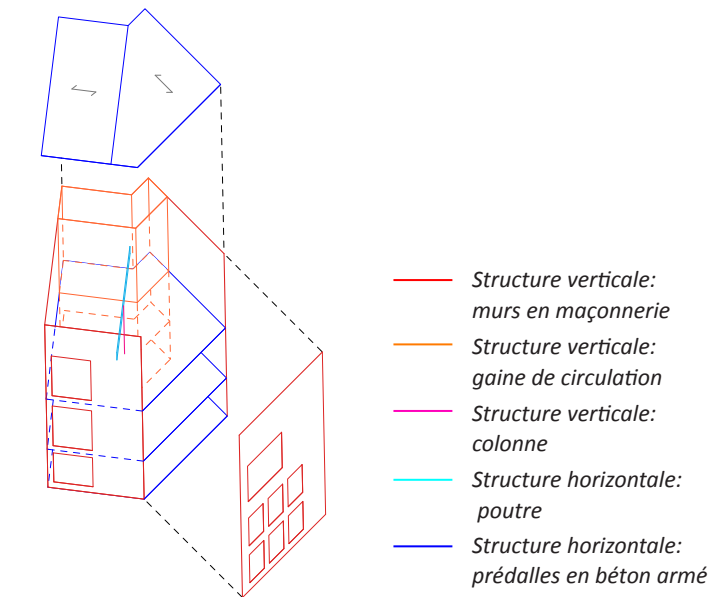 Structure verticale:
murs en maçonnerie
Structure verticale:
gaine de circulation
Structure verticale:
colonne
Structure horizontale:
poutre
Structure horizontale:
prédalles en béton armé